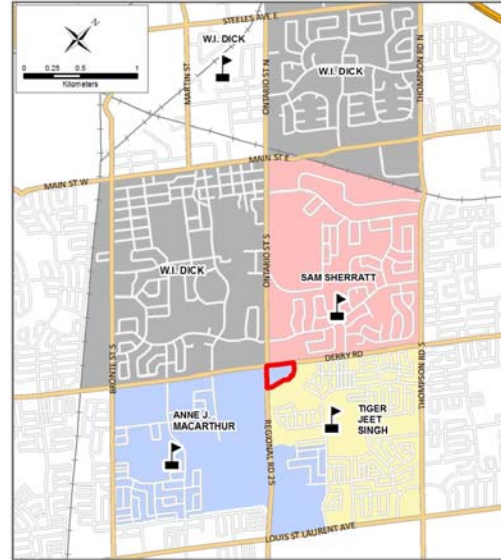 STEELES AVE E
W.I. DICK
W.I. DICK
MARTIN ST
ONTARIO ST N
THOMPSON RD N
0 0.25 0.5 1
Kilometers
MAIN ST E
MAIN ST W
W.I. DICK
ONTARIO ST S
SAM SHERRATT
BRONTE ST S
DERRY RD
THOMPSON RD S
ANNE J.
MACARTHUR
REGIONAL RD 25
TIGER
JEET
SINGH
LOUIS ST LAURENT AVE